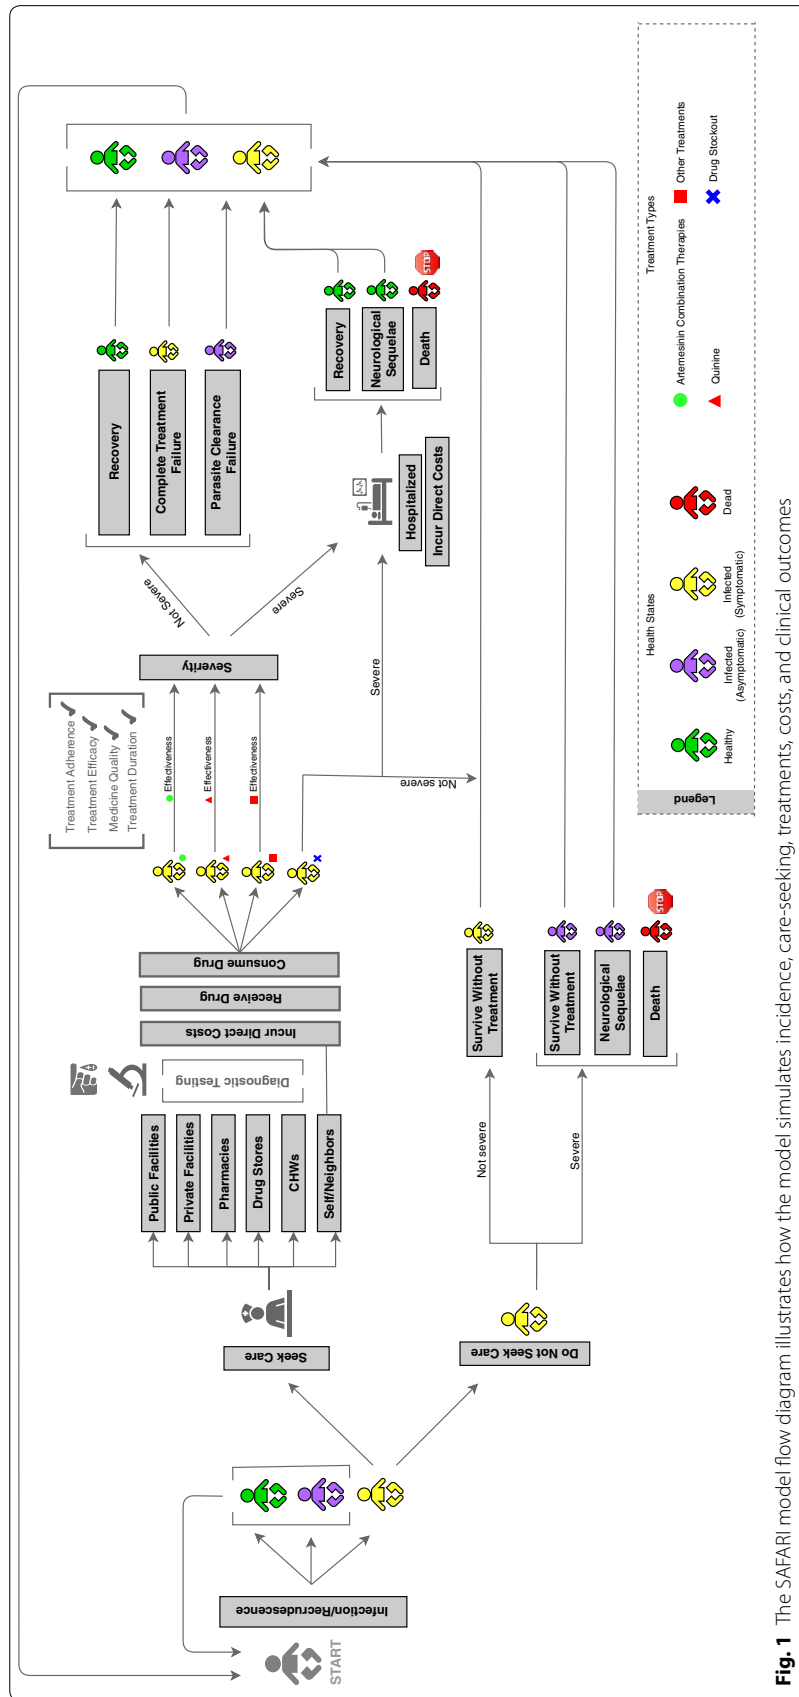 START
Infection/Recrudescence
Seek Care
Do Not Seek Care
Public Facilities
Private Facilities
Pharmacies
Drug Stores
CHWs
Self/Neighbors
Diagnostic Testing
Incur Direct Costs
Receive Drug
Consume Drug
Treatment Adherence
Treatment Efficacy
Medicine Quality
Treatment Duration
Effectiveness
Effectiveness
Effectiveness
Severity
Not Severe
Severe
Recovery
Complete Treatment
Failure
Parasite Clearance
Failure
Severe
Not severe
Hospitalized
Incur Direct Costs
Recovery
Neurological
Sequelae
Death
STOP
Not severe
Severe
Survive Without
Treatment
Survive Without
Treatment
Neurological
Sequelae
Death
STOP
Legend
Health States
Healthy
Infected
(Asymptomatic)
Infected
(Symptomatic)
Dead
Treatment Types
Artemesinin Combination Therapies
Other Treatments
Quinine
Drug Stockout
Fig. 1 The SAFARI model flow diagram illustrates how the model simulates incidence, care-seeking, treatments, costs, and clinical outcomes